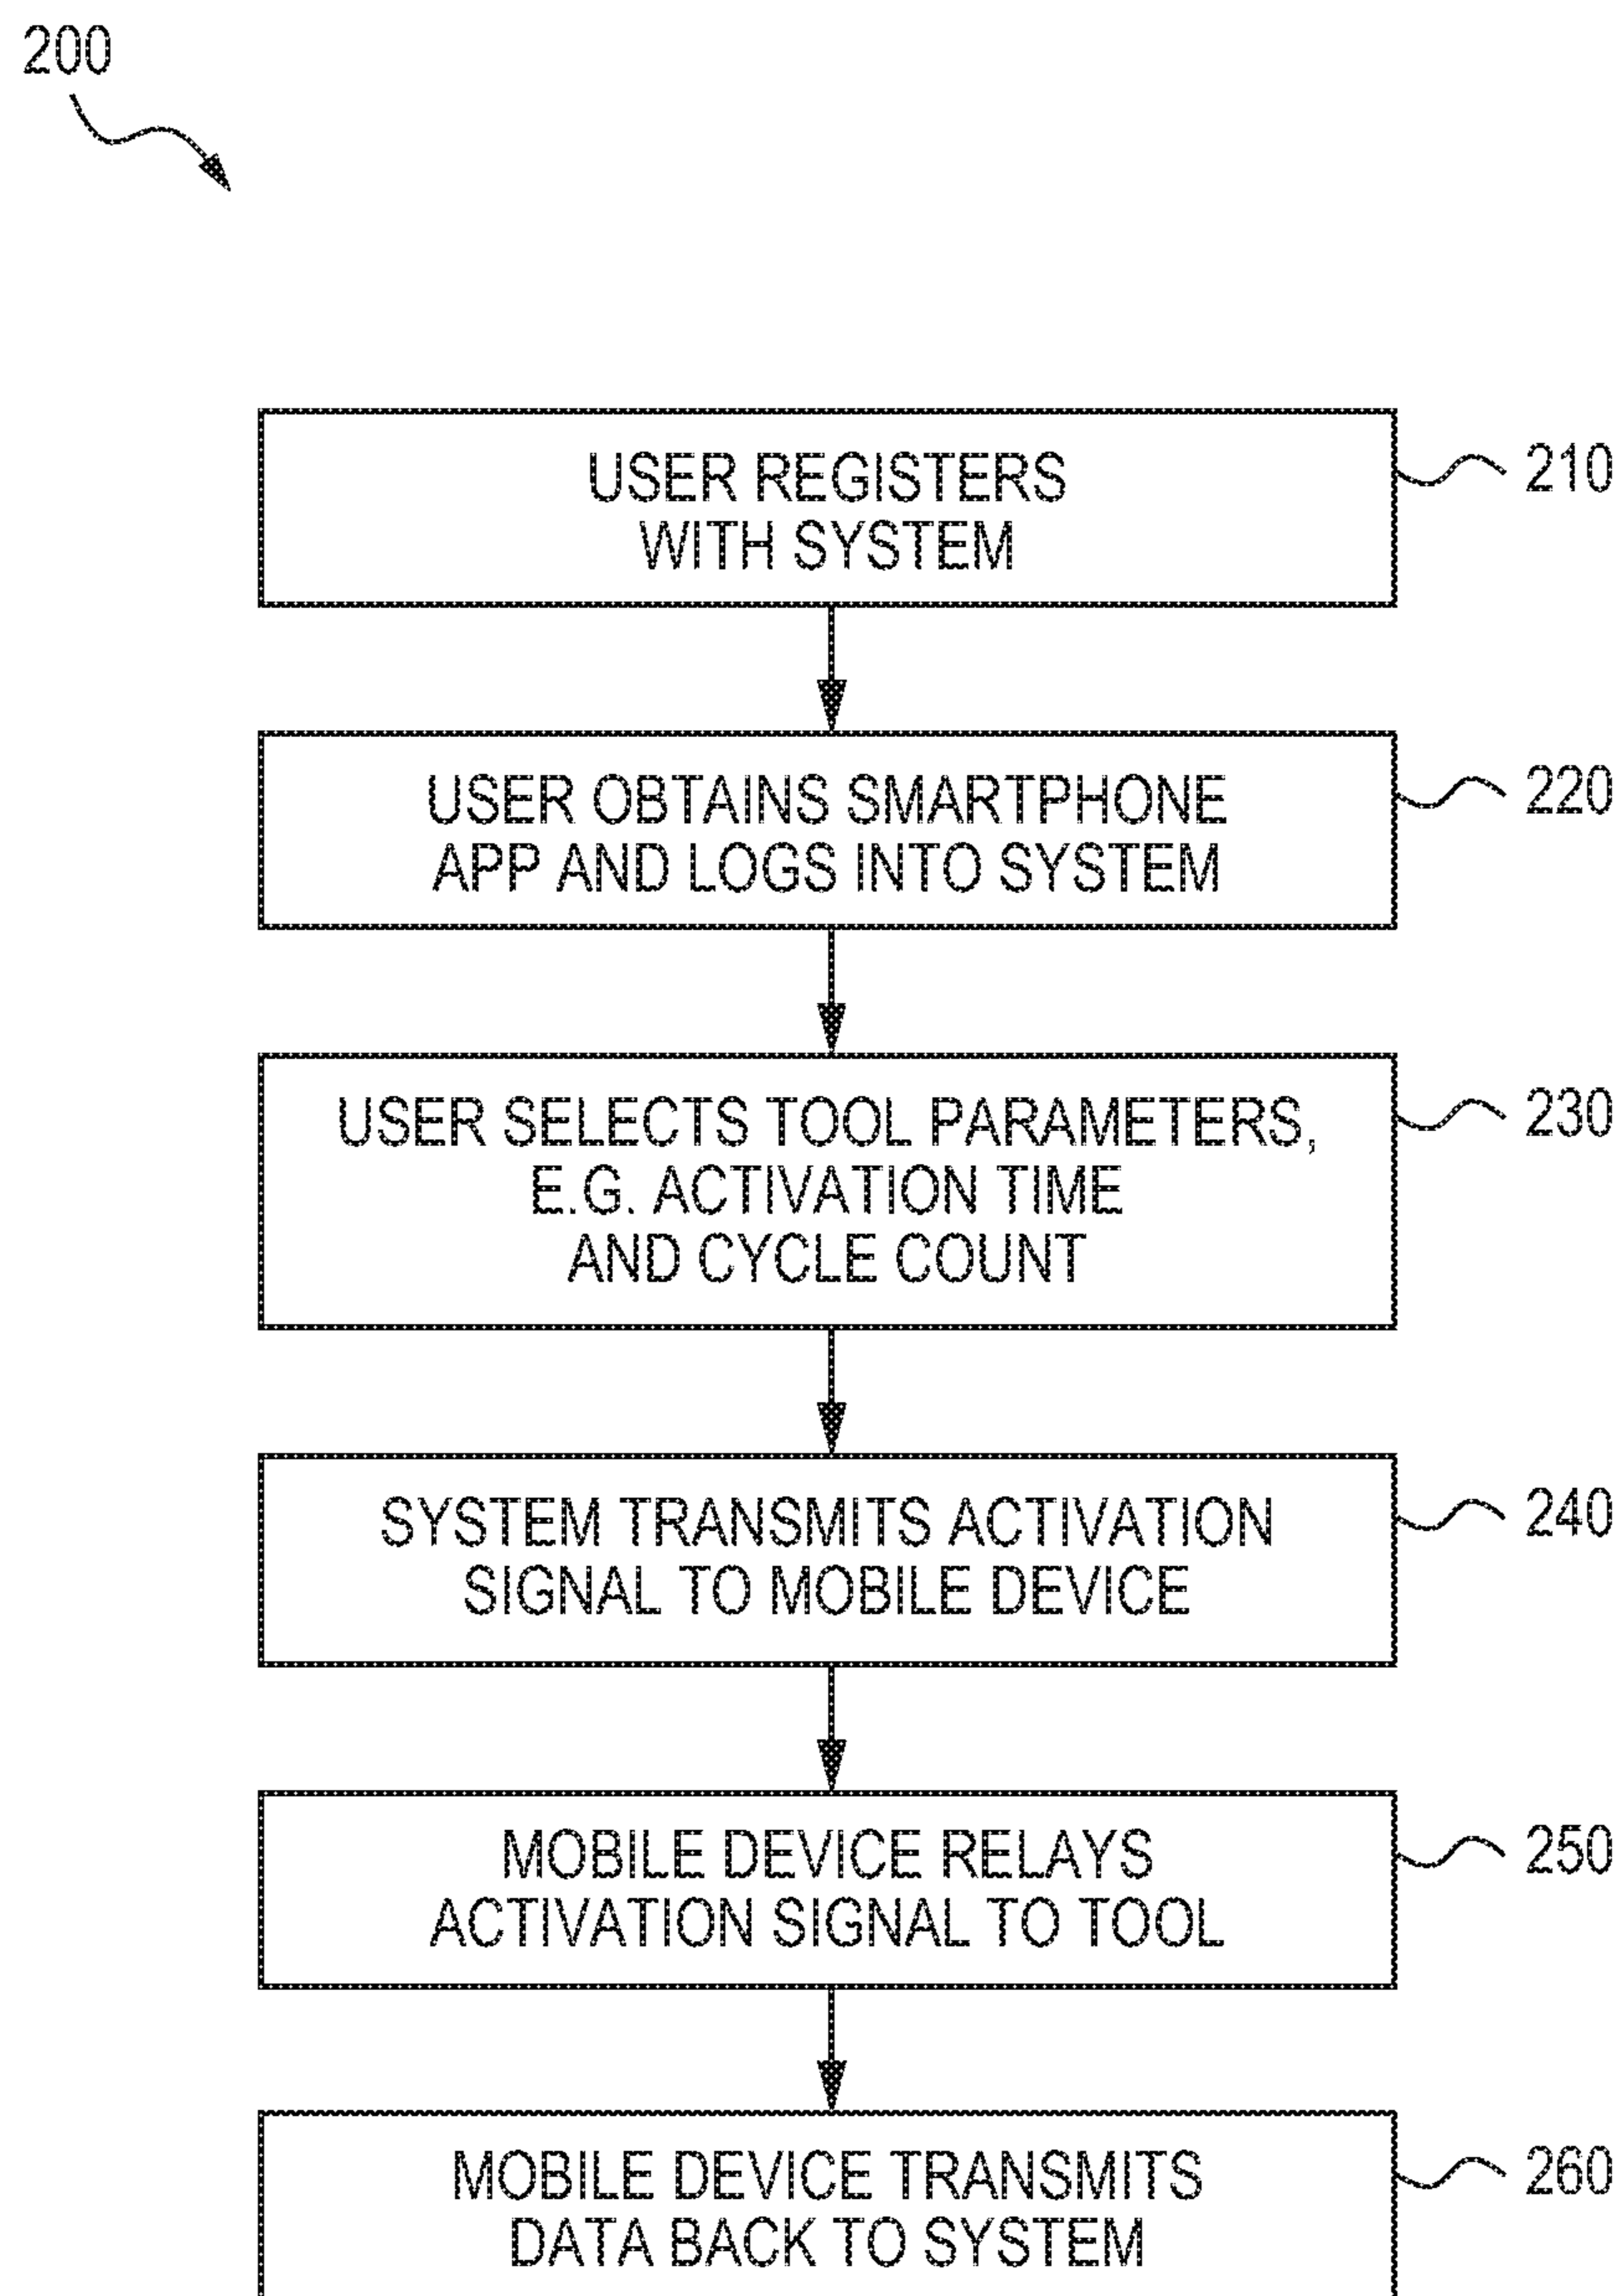 200
USER REGISTERS
WITH SYSTEM
210
USER OBTAINS SMARTPHONE
APP AND LOGS INTO SYSTEM
220
USER SELECTS TOOL PARAMETERS,
E.G. ACTIVATION TIME
AND CYCLE COUNT
230
SYSTEM TRANSMITS ACTIVATION
SIGNAL TO MOBILE DEVICE
240
MOBILE DEVICE RELAYS
ACTIVATION SIGNAL TO TOOL
250
MOBILE DEVICE TRANSMITS
DATA BACK TO SYSTEM
260